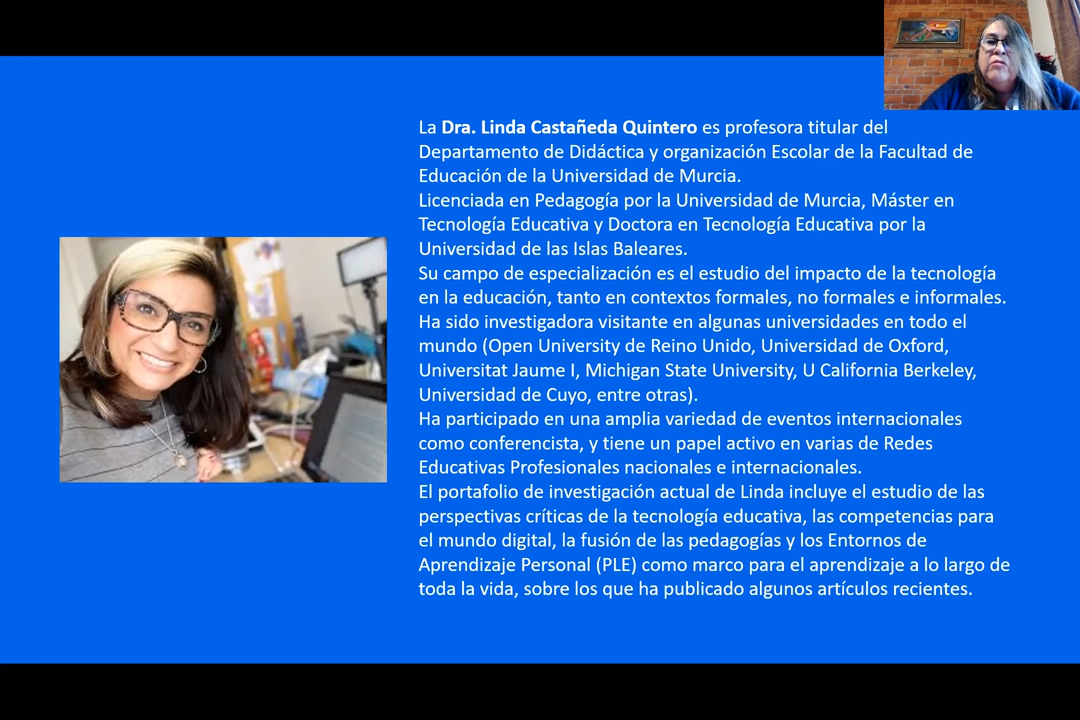 La Dra. Linda Castañeda Quintero es profesora titular del
Departamento de Didáctica y organización Escolar de la Facultad de
Educación de la Universidad de Murcia.
Licenciada en Pedagogía por la Universidad de Murcia, Máster en
Tecnología Educativa y Doctora en Tecnología Educativa por la
Universidad de las Islas Baleares.
Su campo de especialización es el estudio del impacto de la tecnología
en la educación, tanto en contextos formales, no formales e informales.
Ha sido investigadora visitante en algunas universidades en todo el
mundo (Open University de Reino Unido, Universidad de Oxford,
Universitat Jaume I, Michigan State University, U California Berkeley,
Universidad de Cuyo, entre otras).
Ha participado en una amplia variedad de eventos internacionales
como conferencista, y tiene un papel activo en varias de Redes
Educativas Profesionales nacionales e internacionales.
El portafolio de investigación actual de Linda incluye el estudio de las
perspectivas críticas de la tecnología educativa, las competencias para
el mundo digital, la fusión de las pedagogías y los Entornos de
Aprendizaje Personal (PLE) como marco para el aprendizaje a lo largo de
toda la vida, sobre los que ha publicado algunos artículos recientes.